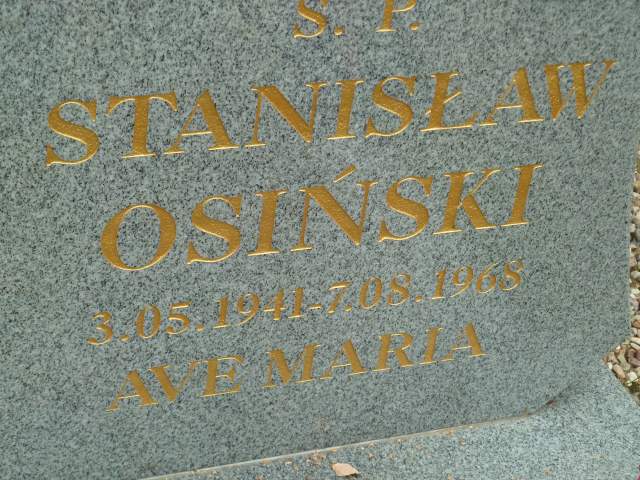 Ś. P.
STANISŁAW
OSIŃSKI
3.05.1941-7.08.1968
AVE MARIA